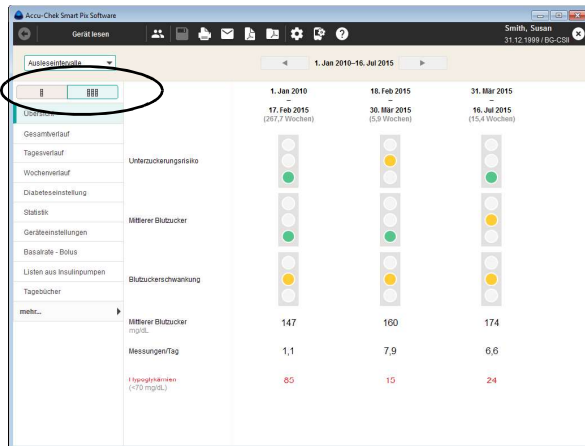 Accu-Chek Smart Pix Software
Gerät lesen
Smith, Susan
31.12.1999 / BG-CSII
Ausleseintervalle
1. Jan 2010–16. Jul 2015
1. Jan 2010 18. Feb 2015 31. Mär 2015
– – –
17. Feb 2015 30. Mär 2015 16. Jul 2015
(267,7 Wochen) (5,9 Wochen) (15,4 Wochen)
Übersicht
Gesamtverlauf
Tagesverlauf
Wochenverlauf
Diabeteseinstellung
Statistik
Geräteeinstellungen
Basalrate - Bolus
Listen aus Insulinpumpen
Tagebücher
mehr...
Unterzuckerungsrisiko
Mittlerer Blutzucker
Blutzuckerschwankung
Mittlerer Blutzucker 147 160 174
mg/dL
Messungen/Tag 1,1 7,9 6,6
Hypoglykämien 85 15 24
(<70 mg/dL)